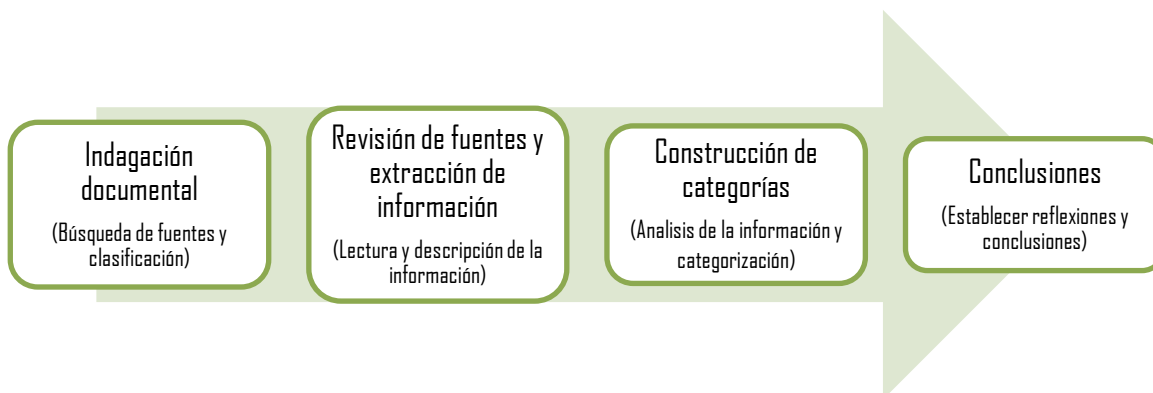 Indagación
documental
(Búsqueda de fuentes y
clasificación)
Revisión de fuentes y
extracción de
información
(Lectura y descripción de la
información)
Construcción de
categorías
(Analisis de la información y
categorización)
Conclusiones
(Establecer reflexiones y
conclusiones)